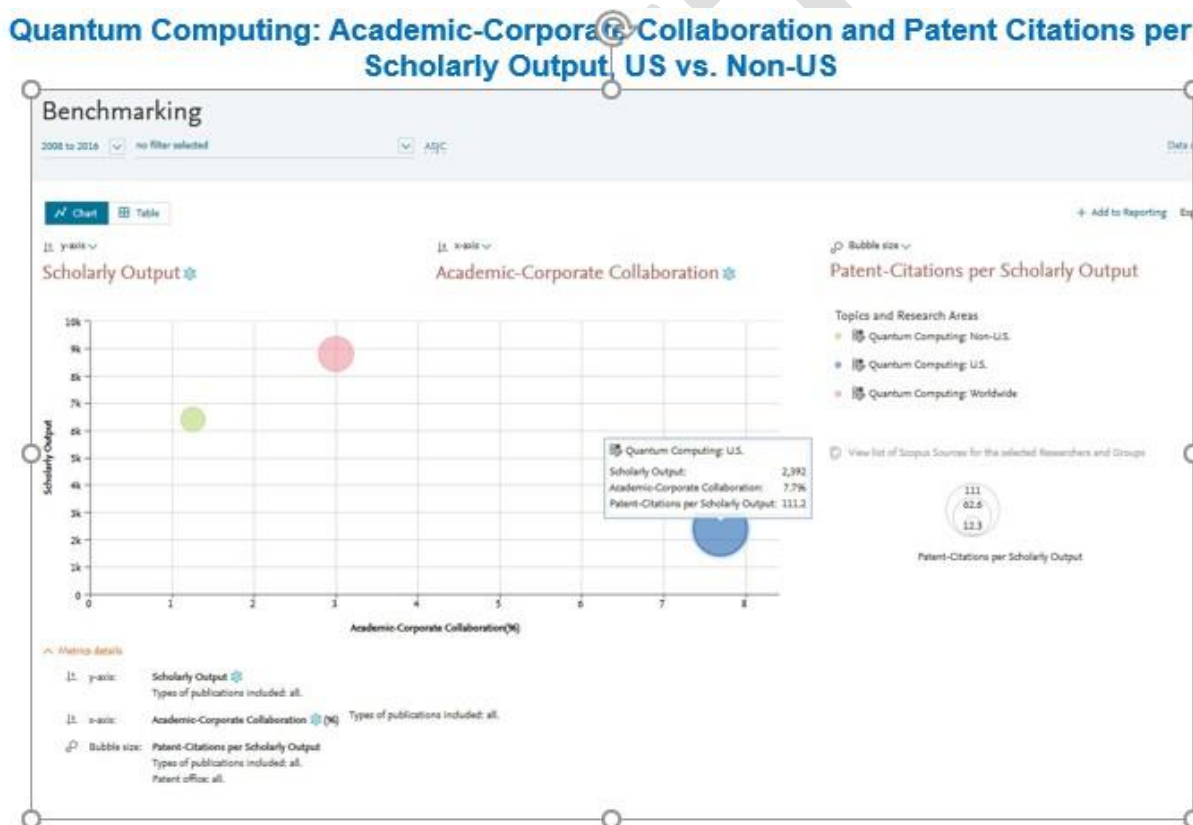 Quantum Computing: Academic-Corporate Collaboration and Patent Citations per
Scholarly Output, US vs. Non-US
Benchmarking
2008 to 2016 no filter selected ASJC
Data
Chart Table
+ Add to Reporting
y-axis
x-axis
Bubble size
Scholarly Output
Academic-Corporate Collaboration
Patent-Citations per Scholarly Output
Topics and Research Areas
Quantum Computing: Non-U.S.
Quantum Computing: U.S.
Quantum Computing: Worldwide
View list of Scopus Sources for the selected Researchers and Groups
111
62.6
12.3
Patent-Citations per Scholarly Output
10k
9k
8k
7k
6k
5k
4k
3k
2k
1k
0
Scholarly Output
Quantum Computing: U.S.
Scholarly Output: 2,392
Academic-Corporate Collaboration: 7.7%
Patent-Citations per Scholarly Output: 111.2
0 1 2 3 4 5 6 7 8
Academic-Corporate Collaboration(%)
Metrics details
y-axis: Scholarly Output
Types of publications included: all.
x-axis: Academic-Corporate Collaboration (%) Types of publications included: all.
Bubble size: Patent-Citations per Scholarly Output
Types of publications included: all.
Patent office: all.